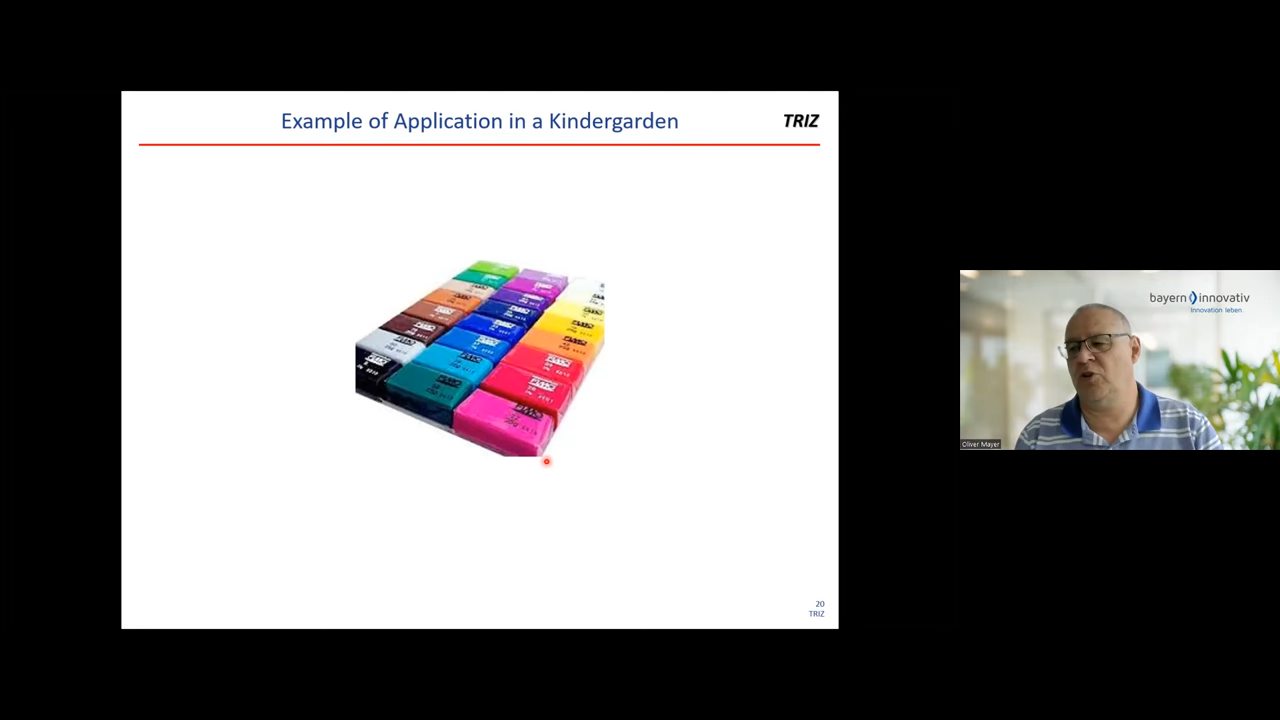 Example of Application in a Kindergarden
TRIZ
20
TRIZ
bayern innovativ
Innovation leben.
Oliver Mayer